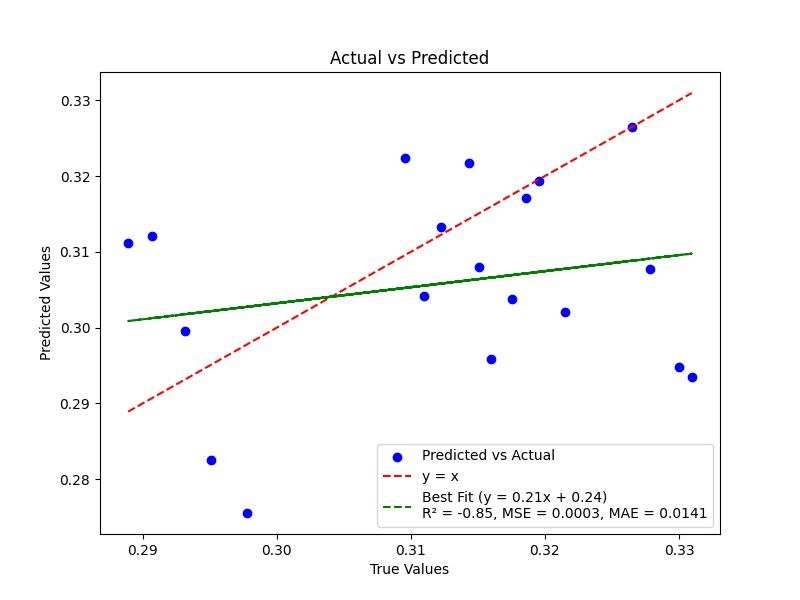 Actual vs Predicted
Predicted Values
0.33
0.32
0.31
0.30
0.29
0.28
Predicted vs Actual
y = x
Best Fit (y = 0.21x + 0.24)
R² = -0.85, MSE = 0.0003, MAE = 0.0141
0.29 0.30 0.31 0.32 0.33
True Values